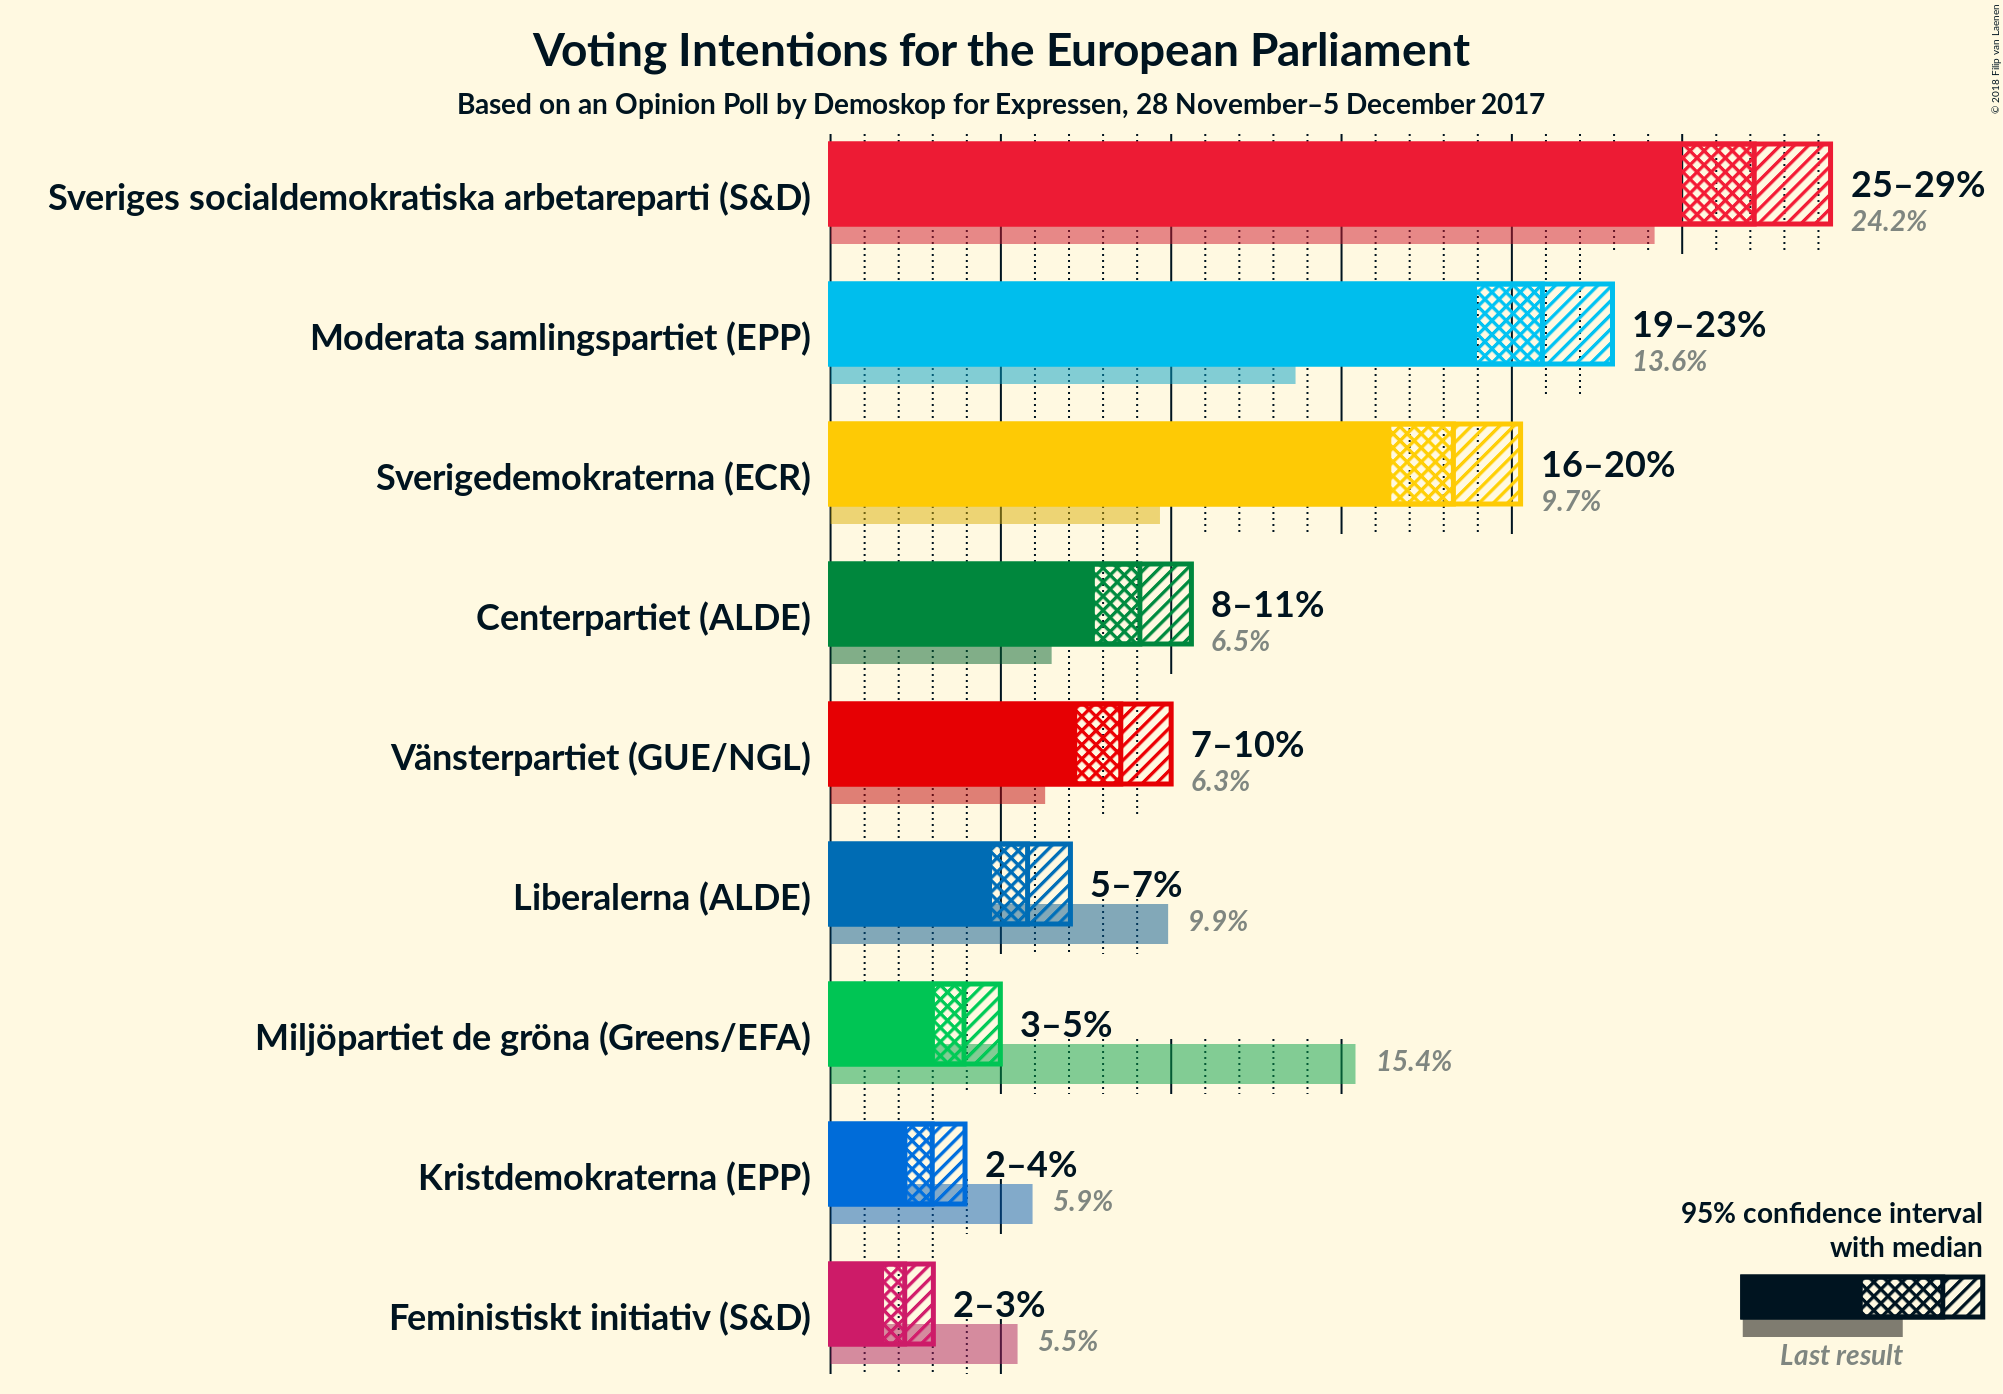 Voting Intentions for the European Parliament
Based on an Opinion Poll by Demoskop for Expressen, 28 November–5 December 2017
© 2018 Filip van Laenen
Sveriges socialdemokratiska arbetareparti (S&D)
25–29%
24.2%
Moderata samlingspartiet (EPP)
19–23%
13.6%
Sverigedemokraterna (ECR)
16–20%
9.7%
Centerpartiet (ALDE)
8–11%
6.5%
Vänsterpartiet (GUE/NGL)
7–10%
6.3%
Liberalerna (ALDE)
5–7%
9.9%
Miljöpartiet de gröna (Greens/EFA)
3–5%
15.4%
Kristdemokraterna (EPP)
2–4%
5.9%
Feministiskt initiativ (S&D)
2–3%
5.5%
95% confidence interval
with median
Last result